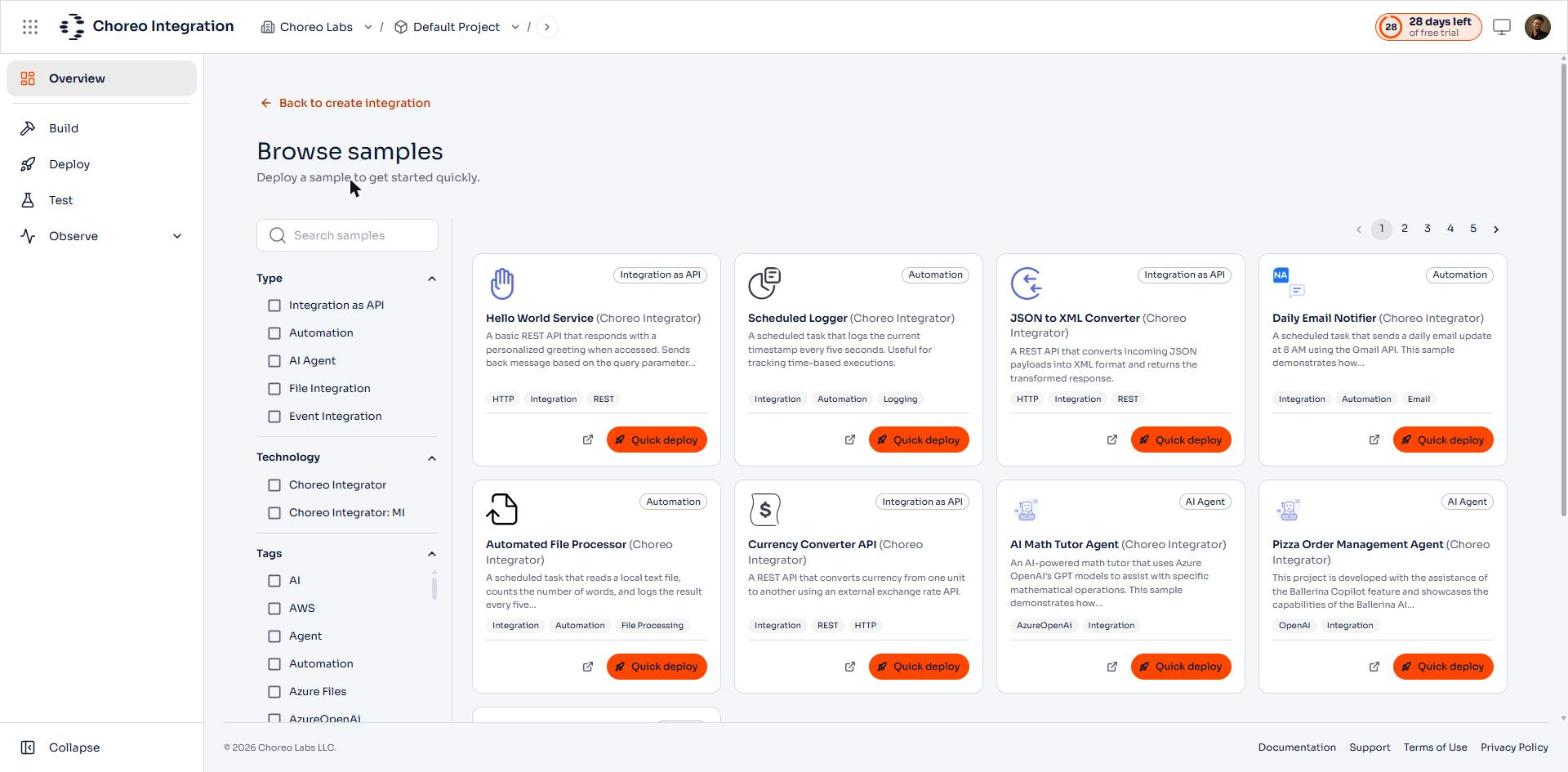 Choreo Integration
Choreo Labs / Default Project /
28
28 days left
of free trial
Overview
Build
Deploy
Test
Observe
Collapse
Back to create integration
Browse samples
Deploy a sample to get started quickly.
Search samples
Type
Integration as API
Automation
AI Agent
File Integration
Event Integration
Technology
Choreo Integrator
Choreo Integrator: MI
Tags
AI
AWS
Agent
Automation
Azure Files
AzureOpenAi
1 2 3 4 5
Integration as API
Hello World Service (Choreo Integrator)
A basic REST API that responds with a
personalized greeting when accessed. Sends
back message based on the query parameter...
HTTP Integration REST
Quick deploy
Automation
Scheduled Logger (Choreo Integrator)
A scheduled task that logs the current
timestamp every five seconds. Useful for
tracking time-based executions.
Integration Automation Logging
Quick deploy
Integration as API
JSON to XML Converter (Choreo
Integrator)
A REST API that converts incoming JSON
payloads into XML format and returns the
transformed response.
HTTP Integration REST
Quick deploy
NA
Automation
Daily Email Notifier (Choreo Integrator)
A scheduled task that sends a daily email update
at 8 AM using the Gmail API. This sample
demonstrates how...
Integration Automation Email
Quick deploy
Automation
Automated File Processor (Choreo
Integrator)
A scheduled task that reads a local text file,
counts the number of words, and logs the result
every five...
Integration Automation File Processing
Quick deploy
$
Integration as API
Currency Converter API (Choreo
Integrator)
A REST API that converts currency from one unit
to another using an external exchange rate API.
Integration REST HTTP
Quick deploy
AI Agent
AI Math Tutor Agent (Choreo Integrator)
An AI-powered math tutor that uses Azure
OpenAI's GPT models to assist with specific
mathematical operations. This sample
demonstrates how...
AzureOpenAi Integration
Quick deploy
AI Agent
Pizza Order Management Agent (Choreo
Integrator)
This project is developed with the assistance of
the Ballerina Copilot feature and showcases the
capabilities of the Ballerina AI...
OpenAI Integration
Quick deploy
© 2026 Choreo Labs LLC.
Documentation Support Terms of Use Privacy Policy